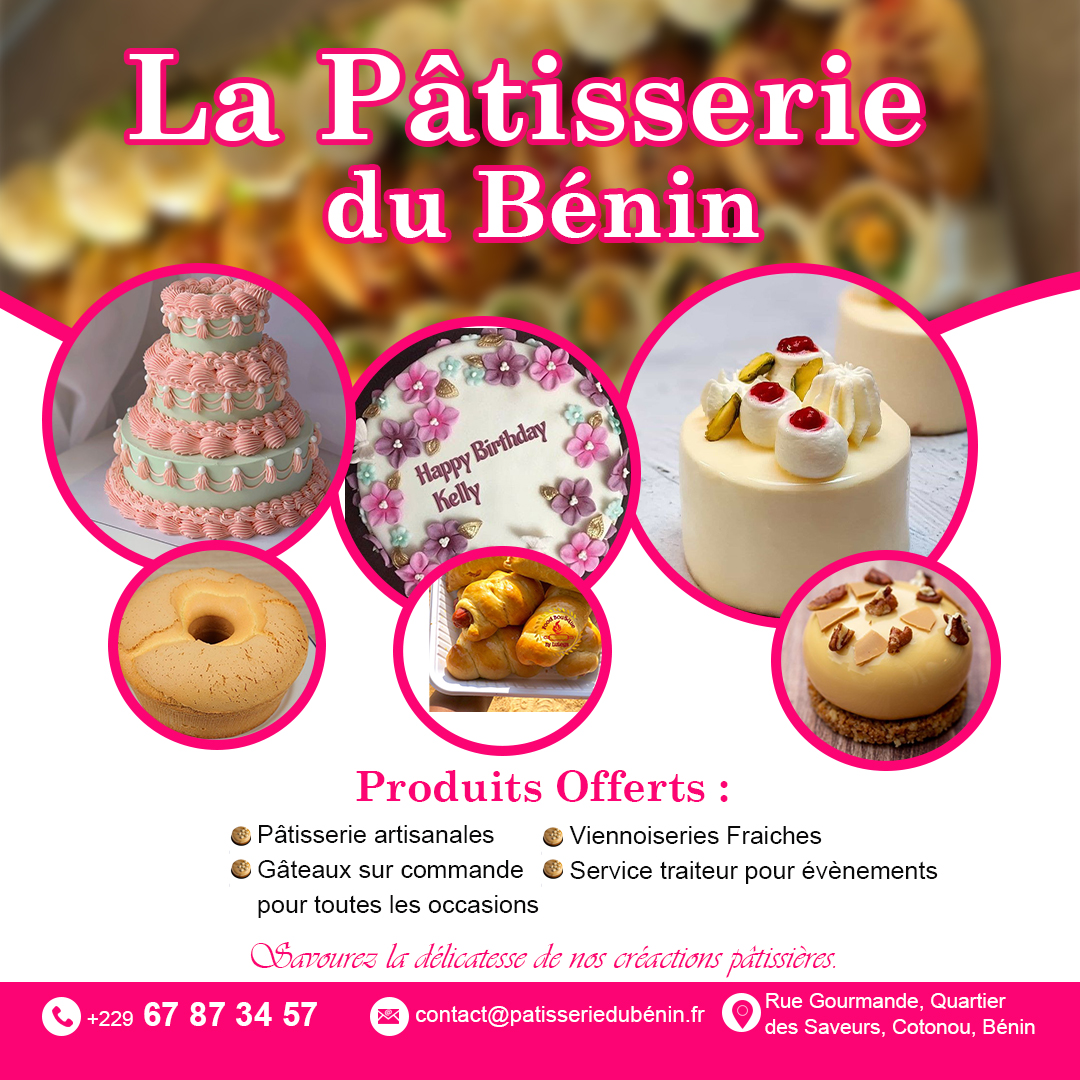 La Pâtisserie
du Bénin
Happy Birthday
Kelly
Produits Offerts :
Pâtisserie artisanales
Gâteaux sur commande
pour toutes les occasions
Viennoiseries Fraiches
Service traiteur pour évènements
Savourez la délicatesse de nos créactions pâtissières.
+229 67 87 34 57
contact@patisseriedubénin.fr
Rue Gourmande, Quartier
des Saveurs, Cotonou, Bénin